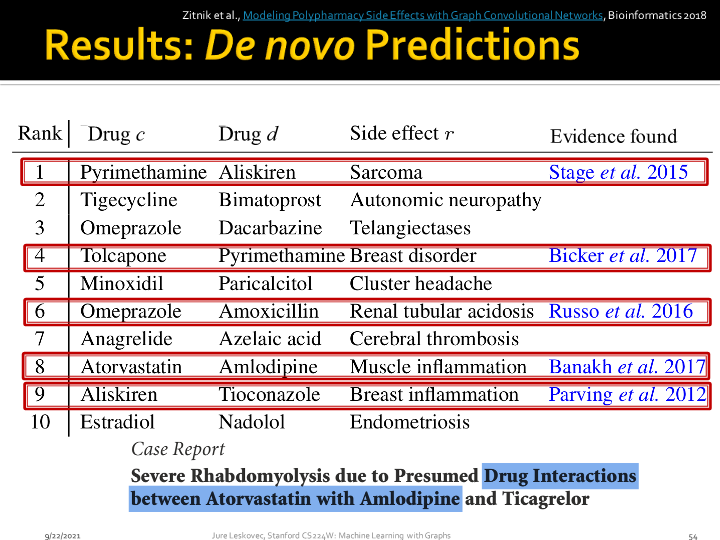 Zitnik et al., Modeling Polypharmacy Side Effects with Graph Convolutional Networks, Bioinformatics 2018
Results: De novo Predictions
Rank Drug c Drug d Side effect r Evidence found
1 Pyrimethamine Aliskiren Sarcoma Stage et al. 2015
2 Tigecycline Bimatoprost Autonomic neuropathy
3 Omeprazole Dacarbazine Telangiectases
4 Tolcapone Pyrimethamine Breast disorder Bicker et al. 2017
5 Minoxidil Paricalcitol Cluster headache
6 Omeprazole Amoxicillin Renal tubular acidosis Russo et al. 2016
7 Anagrelide Azelaic acid Cerebral thrombosis
8 Atorvastatin Amlodipine Muscle inflammation Banakh et al. 2017
9 Aliskiren Tioconazole Breast inflammation Parving et al. 2012
10 Estradiol Nadolol Endometriosis
Case Report
Severe Rhabdomyolysis due to Presumed Drug Interactions
between Atorvastatin with Amlodipine and Ticagrelor
9/22/2021 Jure Leskovec, Stanford CS224W: Machine Learning with Graphs 54